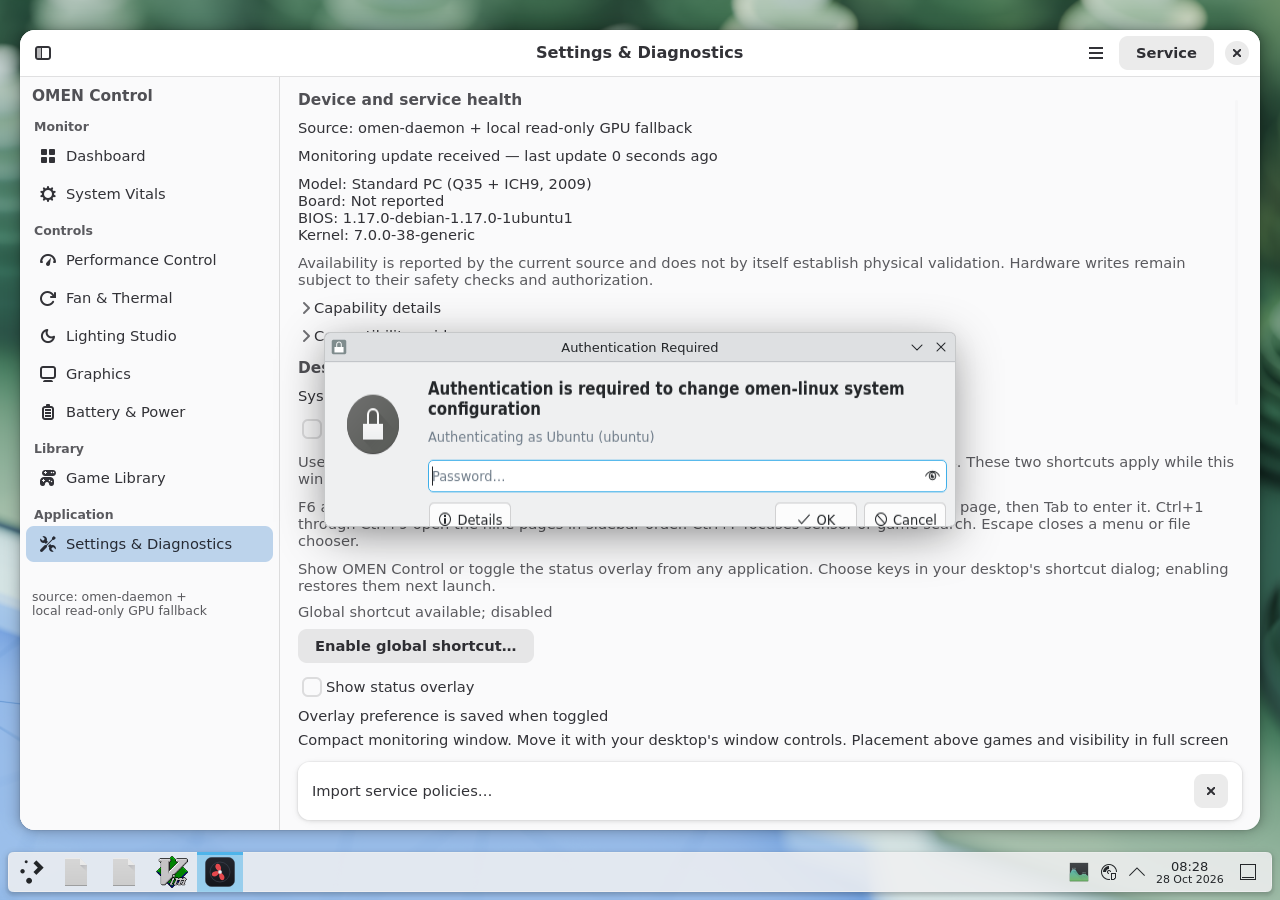 Settings & Diagnostics
Service
OMEN Control
Monitor
Dashboard
System Vitals
Controls
Performance Control
Fan & Thermal
Lighting Studio
Graphics
Battery & Power
Library
Game Library
Application
Settings & Diagnostics
source: omen-daemon +
local read-only GPU fallback
Device and service health
Source: omen-daemon + local read-only GPU fallback
Monitoring update received — last update 0 seconds ago
Model: Standard PC (Q35 + ICH9, 2009)
Board: Not reported
BIOS: 1.17.0-debian-1.17.0-1ubuntu1
Kernel: 7.0.0-38-generic
Availability is reported by the current source and does not by itself establish physical validation. Hardware writes remain
subject to their safety checks and authorization.
Capability details
Authentication Required
Authentication is required to change omen-linux system
configuration
Authenticating as Ubuntu (ubuntu)
Password...
Details
OK
Cancel
Use
. These two shortcuts apply while this
F6
page, then Tab to enter it. Ctrl+1
through
search. Escape closes a menu or file
chooser.
Show OMEN Control or toggle the status overlay from any application. Choose keys in your desktop's shortcut dialog; enabling
restores them next launch.
Global shortcut available; disabled
Enable global shortcut…
Show status overlay
Overlay preference is saved when toggled
Compact monitoring window. Move it with your desktop's window controls. Placement above games and visibility in full screen
Import service policies…
08:28
28 Oct 2026